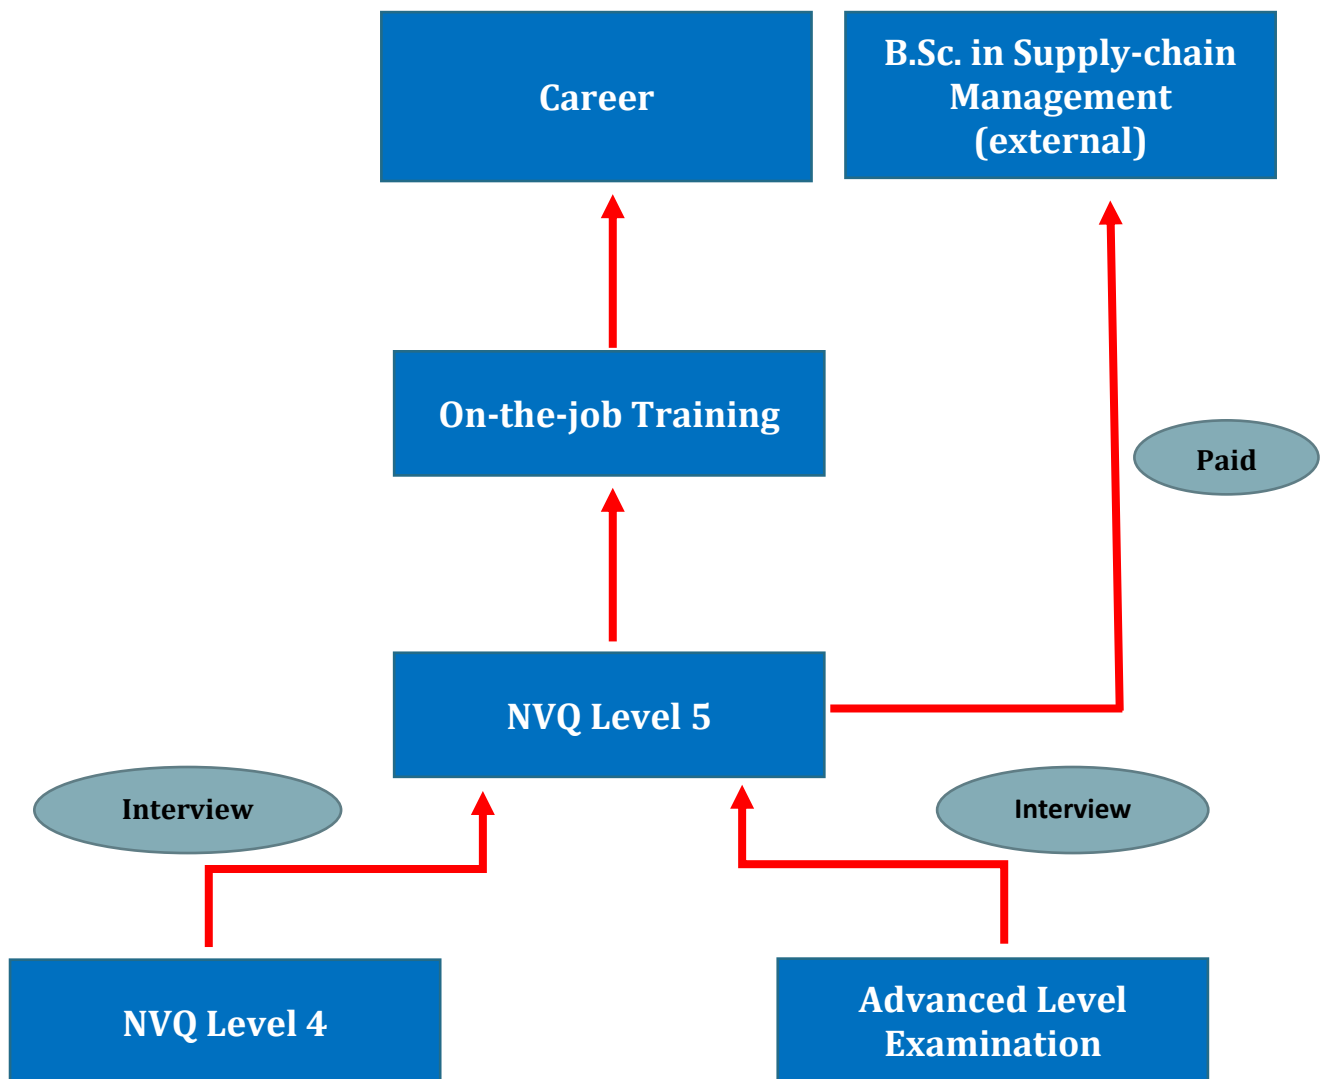 Career
B.Sc. in Supply-chain
Management
(external)
On-the-job Training
Paid
NVQ Level 5
Interview
Interview
NVQ Level 4
Advanced Level
Examination